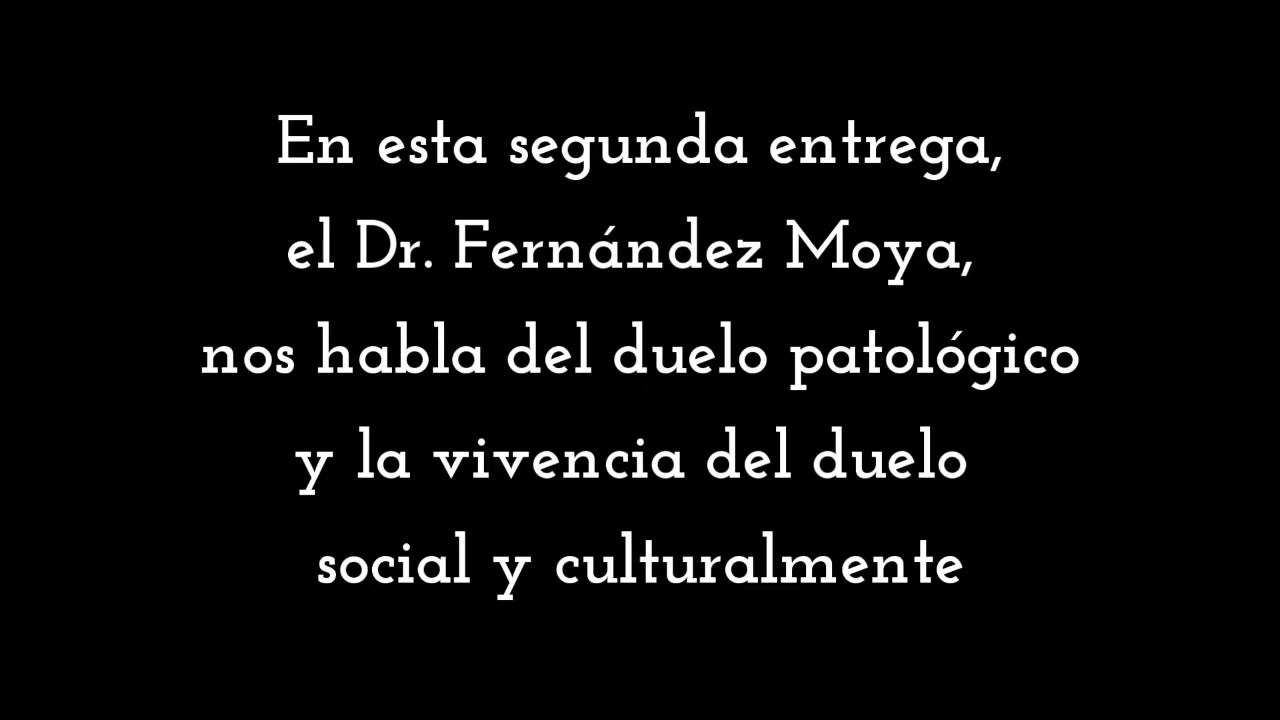 En esta segunda entrega,
el Dr. Fernández Moya,
nos habla del duelo patológico
y la vivencia del duelo
social y culturalmente